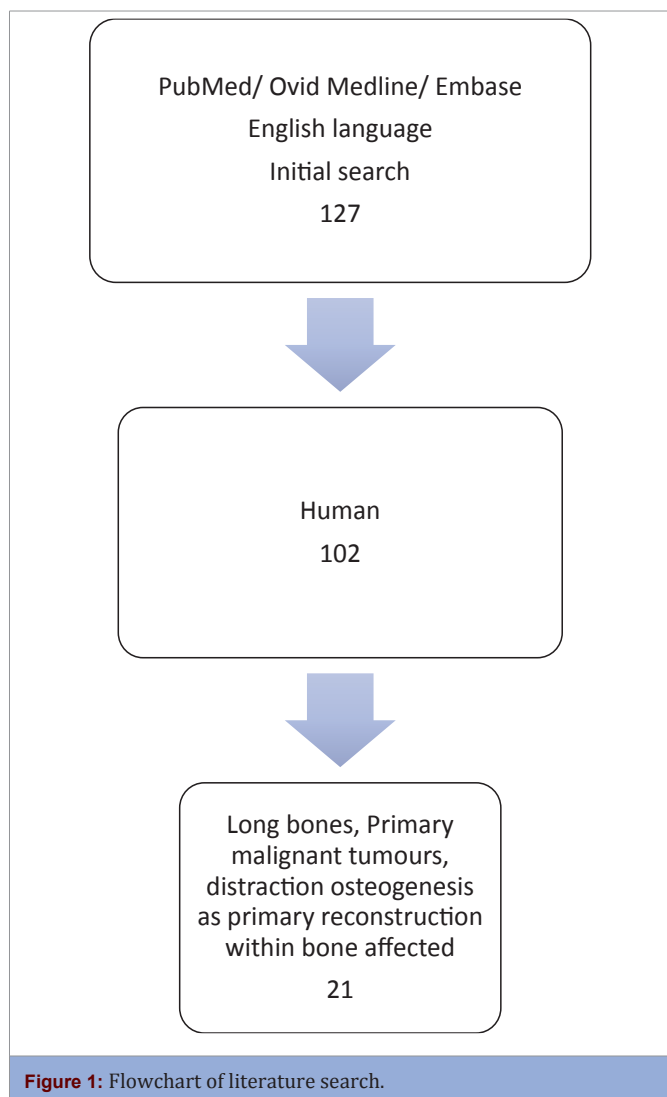 PubMed/ Ovid Medline/ Embase
English language
Initial search
127
Human
102
Long bones, Primary
malignant tumours,
distraction osteogenesis
as primary reconstruction
within bone affected
21
Figure 1: Flowchart of literature search.